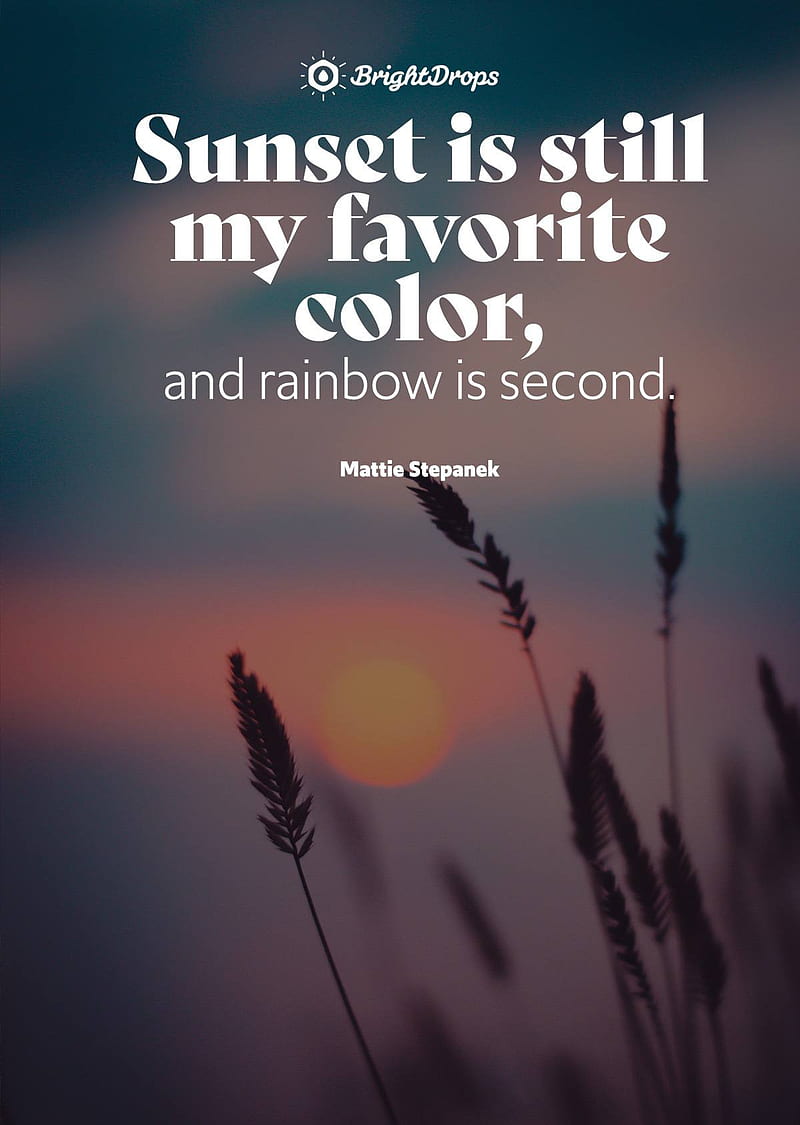 BrightDrops
Sunset is still
my favorite
color,
and rainbow is second.
Mattie Stepanek